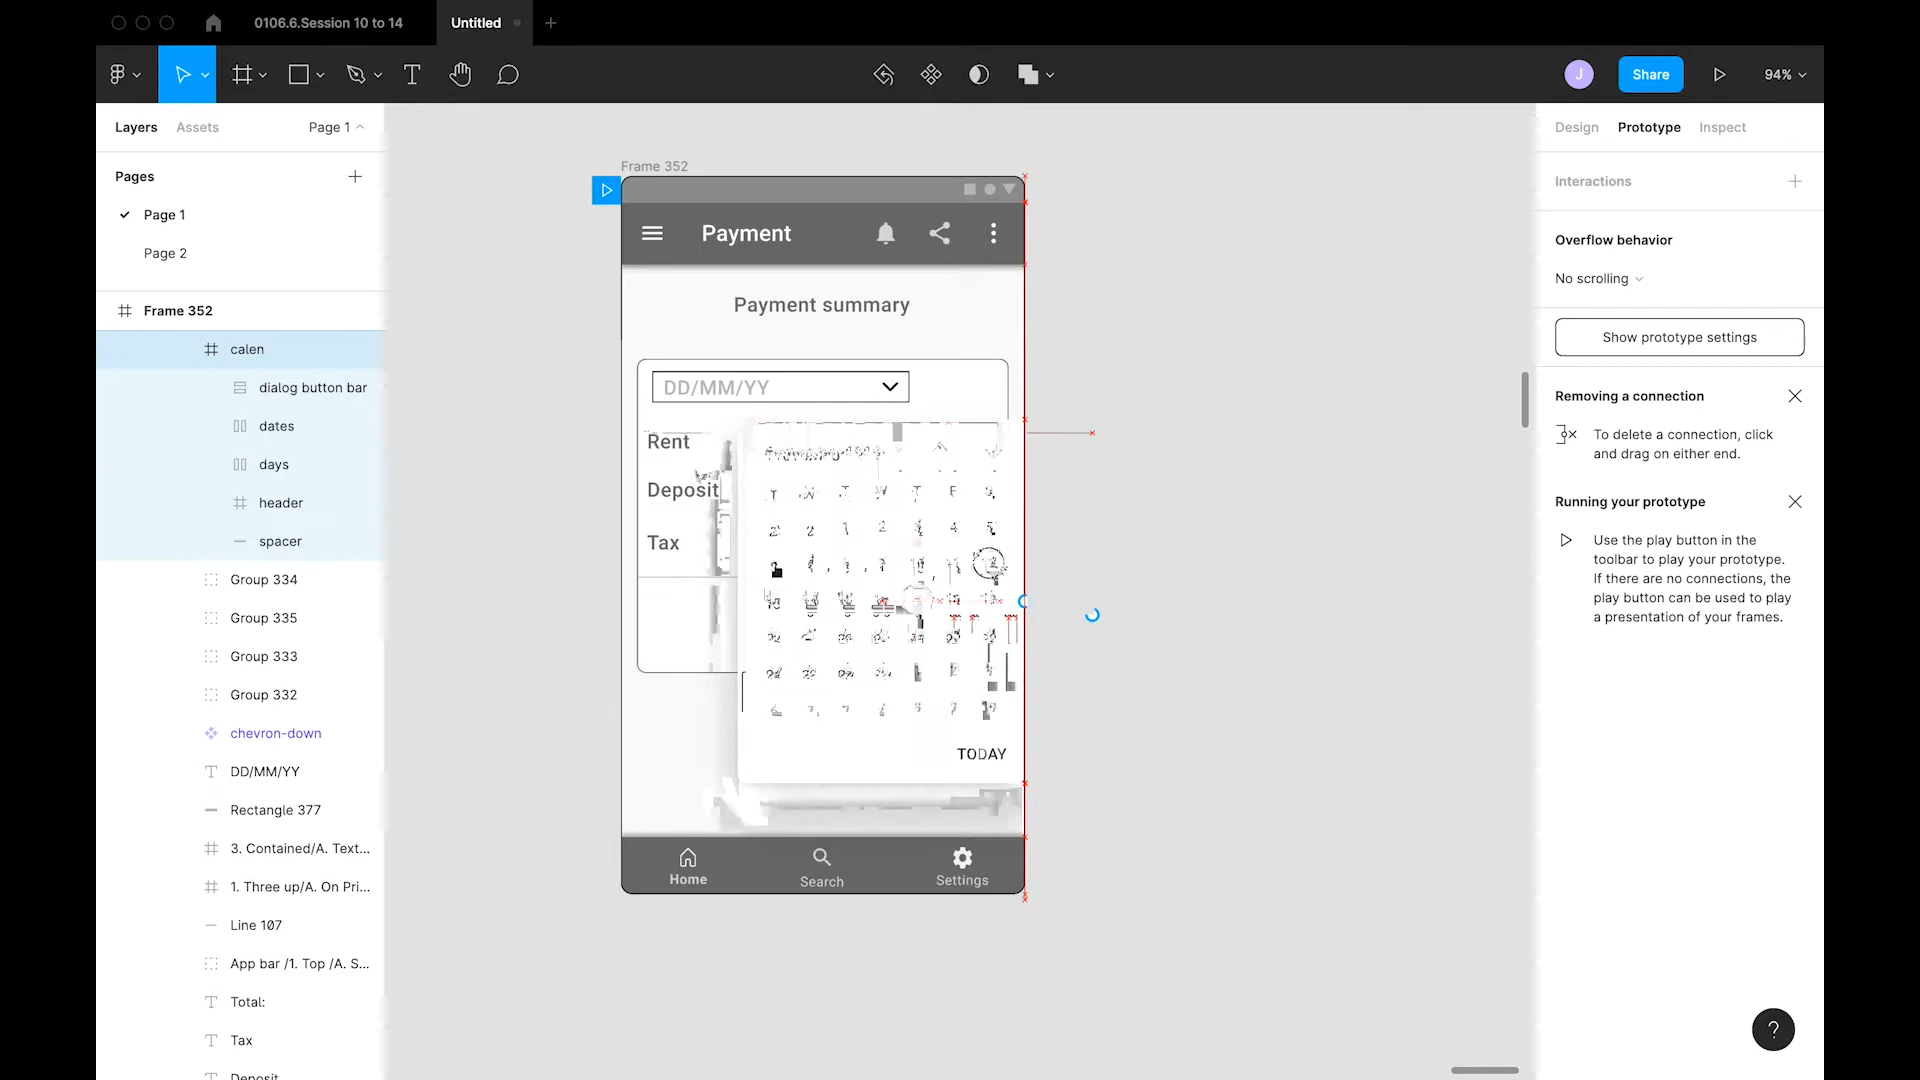 0106.6.Session 10 to 14
Untitled
J
Share
94%
Layers
Assets
Page 1
Pages
Page 1
Page 2
Frame 352
calen
dialog button bar
dates
days
header
spacer
Group 334
Group 335
Group 333
Group 332
chevron-down
DD/MM/YY
Rectangle 377
3. Contained/A. Text...
1. Three up/A. On Pri...
Line 107
App bar /1. Top /A. S...
Total:
Tax
Deposit
Frame 352
Payment
Payment summary
DD/MM/YY
Rent
Deposit
Tax
TODAY
Home
Search
Settings
Design
Prototype
Inspect
Interactions
Overflow behavior
No scrolling
Show prototype settings
Removing a connection
To delete a connection, click
and drag on either end.
Running your prototype
Use the play button in the
toolbar to play your prototype.
If there are no connections, the
play button can be used to play
a presentation of your frames.
?